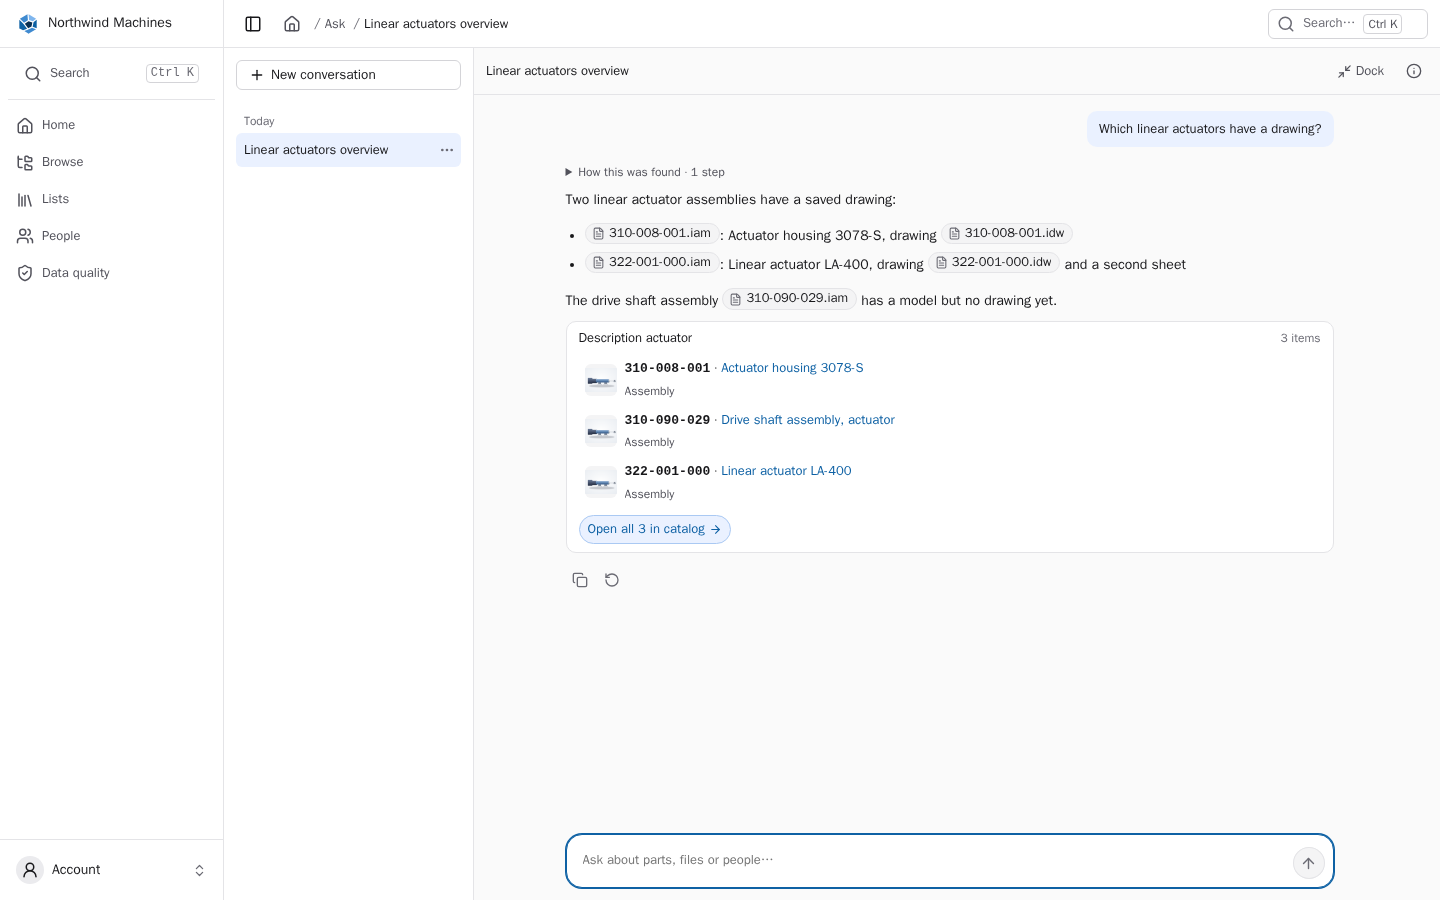 Northwind Machines
/ Ask / Linear actuators overview
Search⋯ Ctrl K
Search Ctrl K
Home
Browse
Lists
People
Data quality
Account
New conversation
Today
Linear actuators overview
Linear actuators overview
Dock
Which linear actuators have a drawing?
How this was found · 1 step
Two linear actuator assemblies have a saved drawing:
• 310-008-001.iam : Actuator housing 3078-S, drawing 310-008-001.idw
• 322-001-000.iam : Linear actuator LA-400, drawing 322-001-000.idw and a second sheet
The drive shaft assembly 310-090-029.iam has a model but no drawing yet.
Description actuator 3 items
310-008-001 · Actuator housing 3078-S
Assembly
310-090-029 · Drive shaft assembly, actuator
Assembly
322-001-000 · Linear actuator LA-400
Assembly
Open all 3 in catalog →
Ask about parts, files or people⋯